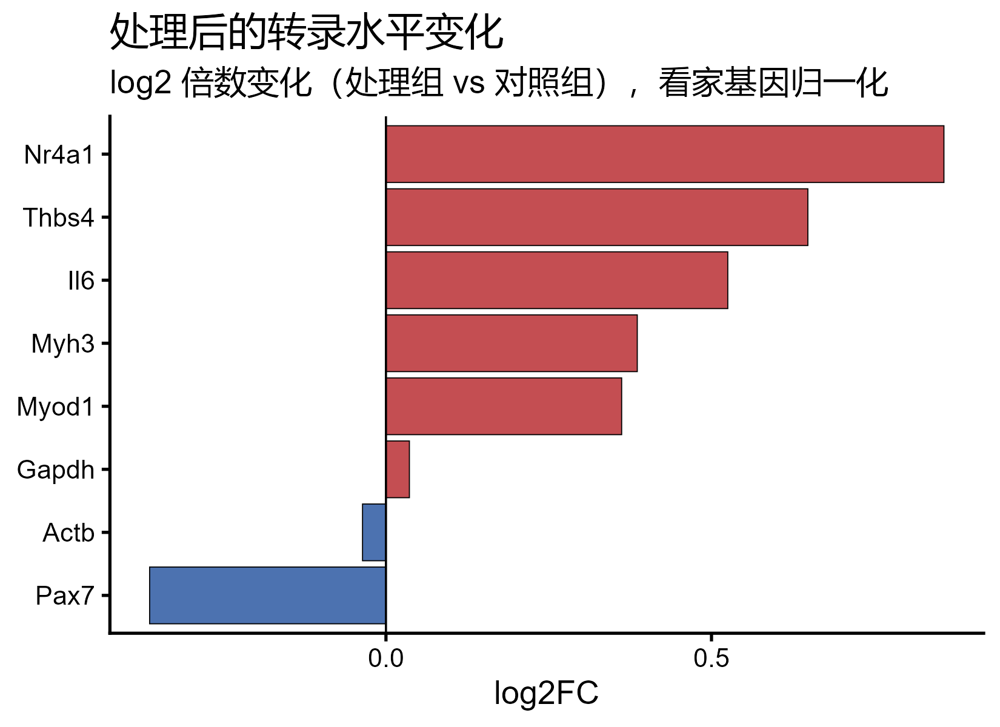 处理后的转录水平变化
log2 倍数变化（处理组 vs 对照组），看家基因归一化
Nr4a1
Thbs4
Il6
Myh3
Myod1
Gapdh
Actb
Pax7
0.0 0.5
log2FC